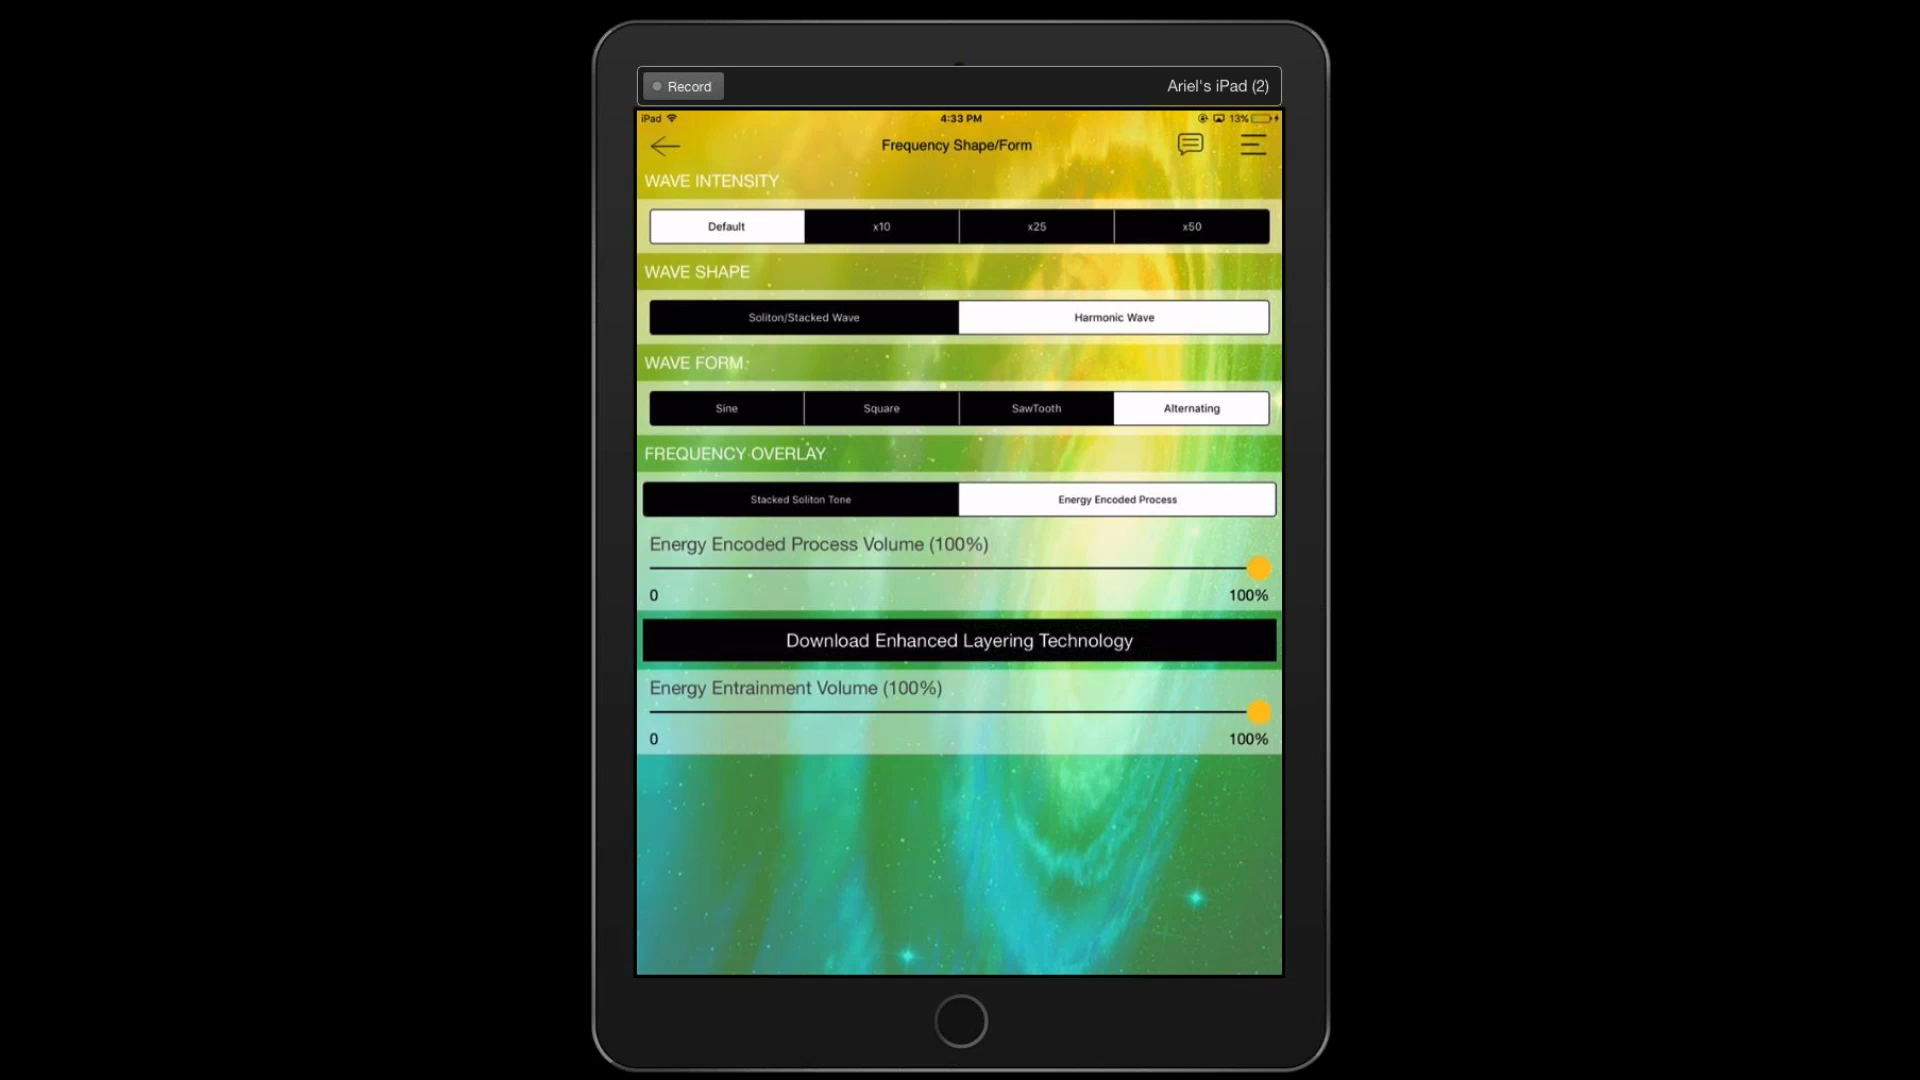 Record
Ariel's iPad (2)
iPad 4:33 PM 13%
Frequency Shape/Form
WAVE INTENSITY
Default x10 x25 x50
WAVE SHAPE
Soliton/Stacked Wave Harmonic Wave
WAVE FORM
Sine Square SawTooth Alternating
FREQUENCY OVERLAY
Stacked Soliton Tone Energy Encoded Process
Energy Encoded Process Volume (100%)
0 100%
Download Enhanced Layering Technology
Energy Entrainment Volume (100%)
0 100%